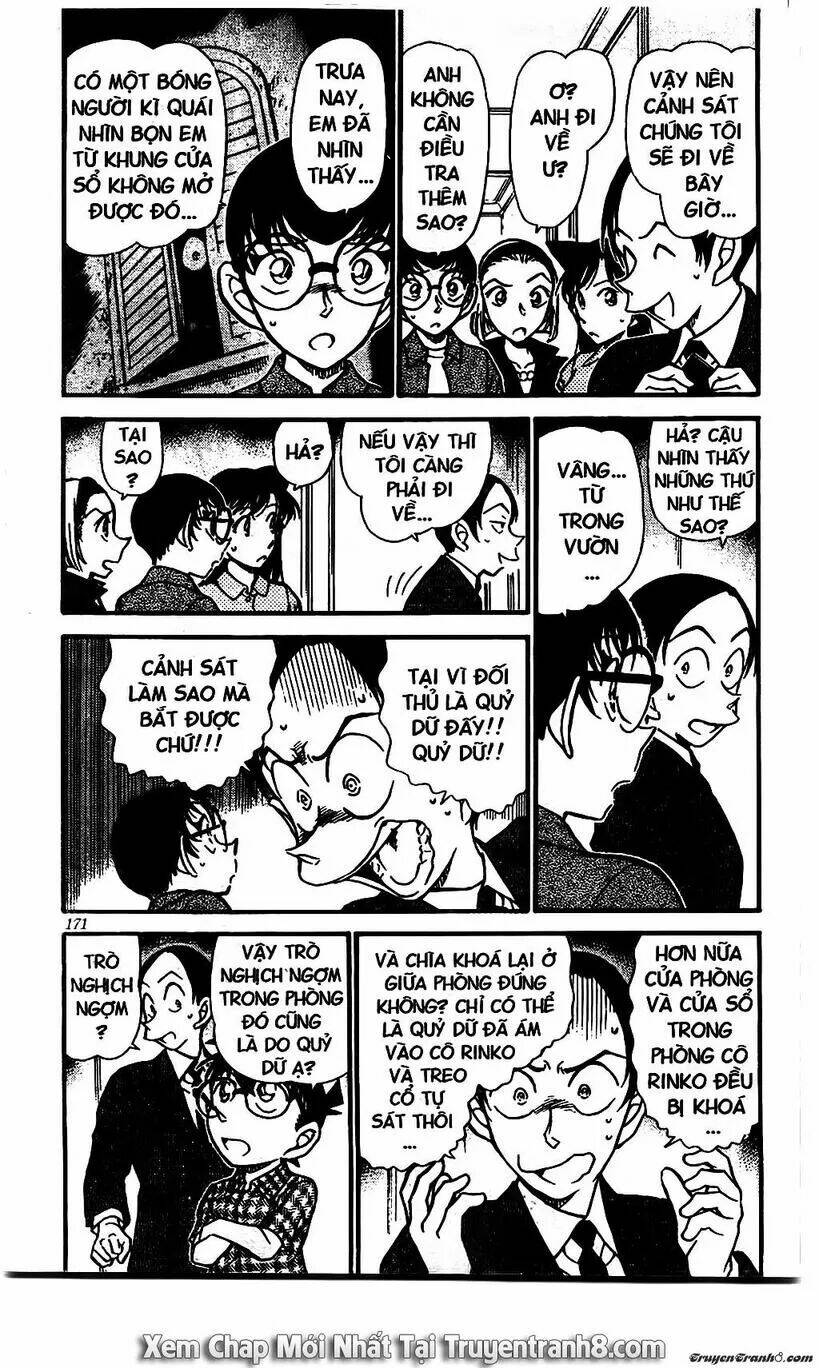 VẬY NÊN
CẢNH SÁT
CHÚNG TÔI
SẼ ĐI VỀ
BÂY
GIỜ...
Ơ?
ANH ĐI
VỀ
Ư?
ANH
KHÔNG
CẦN
ĐIỀU
TRA
THÊM
SAO?
TRƯA
NAY,
EM ĐÃ
NHÌN
THẤY...
CÓ MỘT BÓNG
NGƯỜI KÌ QUÁI
NHÌN BỌN EM
TỪ KHUNG CỬA
SỔ KHÔNG MỞ
ĐƯỢC ĐÓ...
HẢ? CẬU
NHÌN THẤY
NHỮNG THỨ
NHƯ THẾ
SAO?
VÂNG...
TỪ
TRONG
VƯỜN
...
NẾU VẬY THÌ
TÔI CÀNG
PHẢI ĐI
VỀ...
HẢ?
TẠI
SAO
?
TẠI VÌ ĐỐI
THỦ LÀ QUỶ
DỮ ĐẤY!!
QUỶ DỮ!!
CẢNH SÁT
LÀM SAO MÀ
BẮT ĐƯỢC
CHỨ!!!
171
HƠN NỮA
CỬA PHÒNG
VÀ CỬA SỔ
TRONG
PHÒNG CÔ
RINKO ĐỀU
BỊ KHOÁ
...
VÀ CHÌA KHOÁ LẠI Ở
GIỮA PHÒNG ĐÚNG
KHÔNG? CHỈ CÓ THỂ
LÀ QUỶ DỮ ĐÃ ÁM
VÀO CÔ RINKO
VÀ TREO
CỔ TỰ
SÁT THÔI
...
VẬY TRÒ
NGHỊCH NGỢM
TRONG PHÒNG
ĐÓ CŨNG
LÀ DO QUỶ
DỮ Ạ?
TRÒ
NGHỊCH
NGỢM
?
Xem Chap Mới Nhất Tại Truyentranh8.com
TruyenTranh8.com